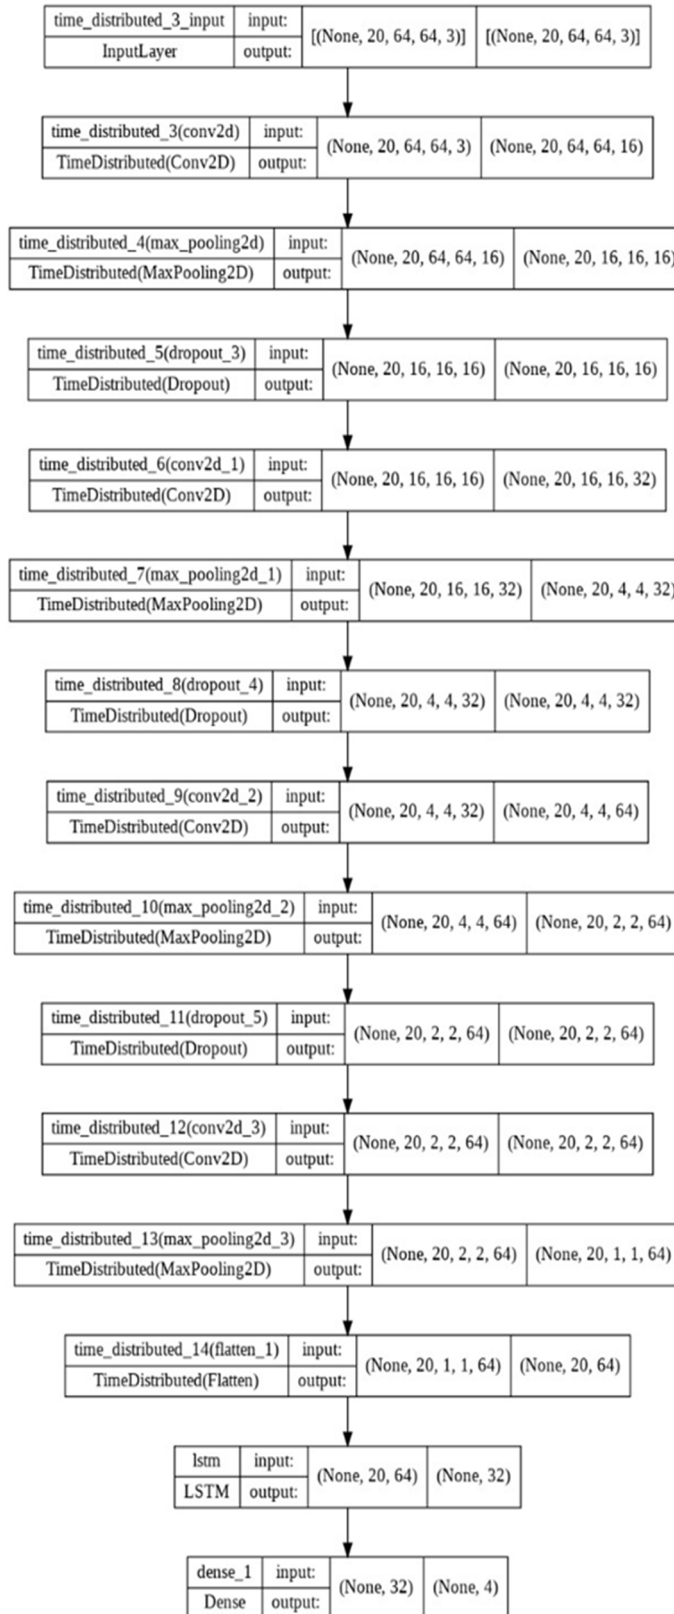 time_distributed_3_input input: [(None, 20, 64, 64, 3)] [(None, 20, 64, 64, 3)]
InputLayer output:
time_distributed_3(conv2d) input: (None, 20, 64, 64, 3) (None, 20, 64, 64, 16)
TimeDistributed(Conv2D) output:
time_distributed_4(max_pooling2d) input: (None, 20, 64, 64, 16) (None, 20, 16, 16, 16)
TimeDistributed(MaxPooling2D) output:
time_distributed_5(dropout_3) input: (None, 20, 16, 16, 16) (None, 20, 16, 16, 16)
TimeDistributed(Dropout) output:
time_distributed_6(conv2d_1) input: (None, 20, 16, 16, 16) (None, 20, 16, 16, 32)
TimeDistributed(Conv2D) output:
time_distributed_7(max_pooling2d_1) input: (None, 20, 16, 16, 32) (None, 20, 4, 4, 32)
TimeDistributed(MaxPooling2D) output:
time_distributed_8(dropout_4) input: (None, 20, 4, 4, 32) (None, 20, 4, 4, 32)
TimeDistributed(Dropout) output:
time_distributed_9(conv2d_2) input: (None, 20, 4, 4, 32) (None, 20, 4, 4, 64)
TimeDistributed(Conv2D) output:
time_distributed_10(max_pooling2d_2) input: (None, 20, 4, 4, 64) (None, 20, 2, 2, 64)
TimeDistributed(MaxPooling2D) output:
time_distributed_11(dropout_5) input: (None, 20, 2, 2, 64) (None, 20, 2, 2, 64)
TimeDistributed(Dropout) output:
time_distributed_12(conv2d_3) input: (None, 20, 2, 2, 64) (None, 20, 2, 2, 64)
TimeDistributed(Conv2D) output:
time_distributed_13(max_pooling2d_3) input: (None, 20, 2, 2, 64) (None, 20, 1, 1, 64)
TimeDistributed(MaxPooling2D) output:
time_distributed_14(flatten_1) input: (None, 20, 1, 1, 64) (None, 20, 64)
TimeDistributed(Flatten) output:
lstm input: (None, 20, 64) (None, 32)
LSTM output:
dense_1 input: (None, 32) (None, 4)
Dense output: